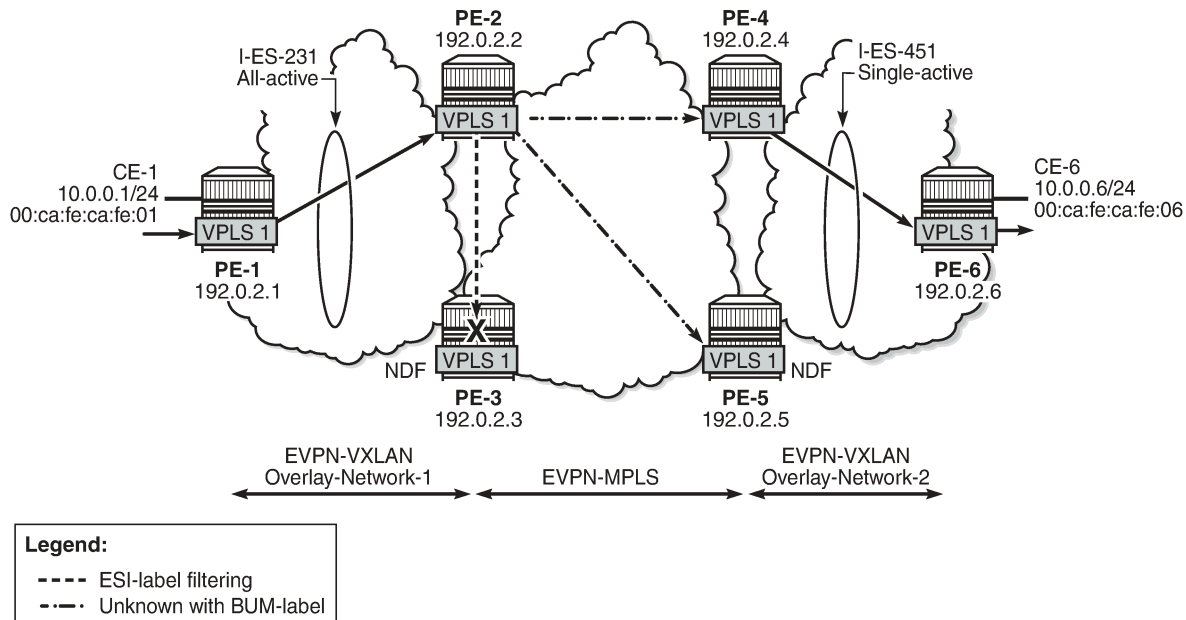 PE-2
192.0.2.2
PE-4
192.0.2.4
I-ES-231
All-active
I-ES-451
Single-active
VPLS 1
VPLS 1
CE-1
10.0.0.1/24
00:ca:fe:ca:fe:01
CE-6
10.0.0.6/24
00:ca:fe:ca:fe:06
VPLS 1
VPLS 1
PE-1
192.0.2.1
PE-6
192.0.2.6
X
VPLS 1
VPLS 1
NDF
NDF
PE-3
192.0.2.3
PE-5
192.0.2.5
EVPN-VXLAN
Overlay-Network-1
EVPN-MPLS
EVPN-VXLAN
Overlay-Network-2
Legend:
ESI-label filtering
Unknown with BUM-label